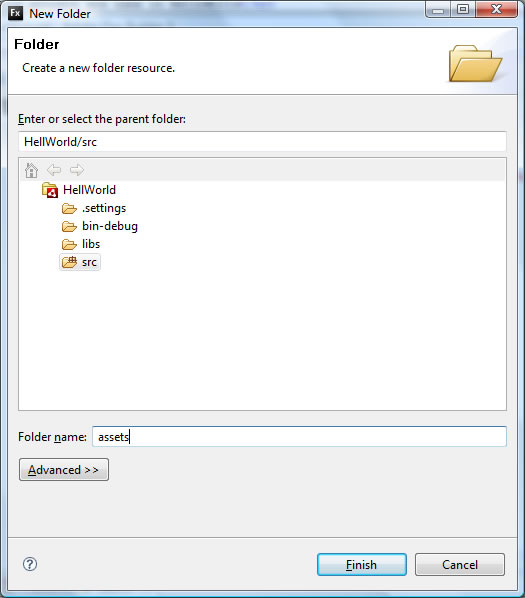 Fx New Folder
Folder
Create a new folder resource.
Enter or select the parent folder:
HellWorld/src
HellWorld
.settings
bin-debug
libs
src
Folder name: assets
Advanced >>
?
Finish Cancel